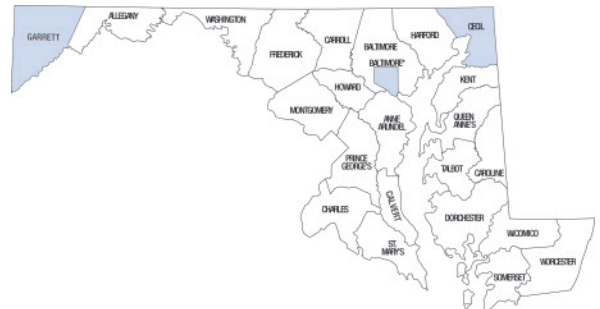 GARRETT
ALLEGANY
WASHINGTON
FREDERICK
CARROLL
BALTIMORE
BALTIMORE*
HARFORD
CECIL
HOWARD
KENT
MONTGOMERY
ANNE
ARUNDEL
QUEEN
ANNE'S
PRINCE
GEORGE'S
TALBOT
CAROLINE
CHARLES
CALVERT
DORCHESTER
ST.
MARY'S
WICOMICO
SOMERSET
WORCESTER